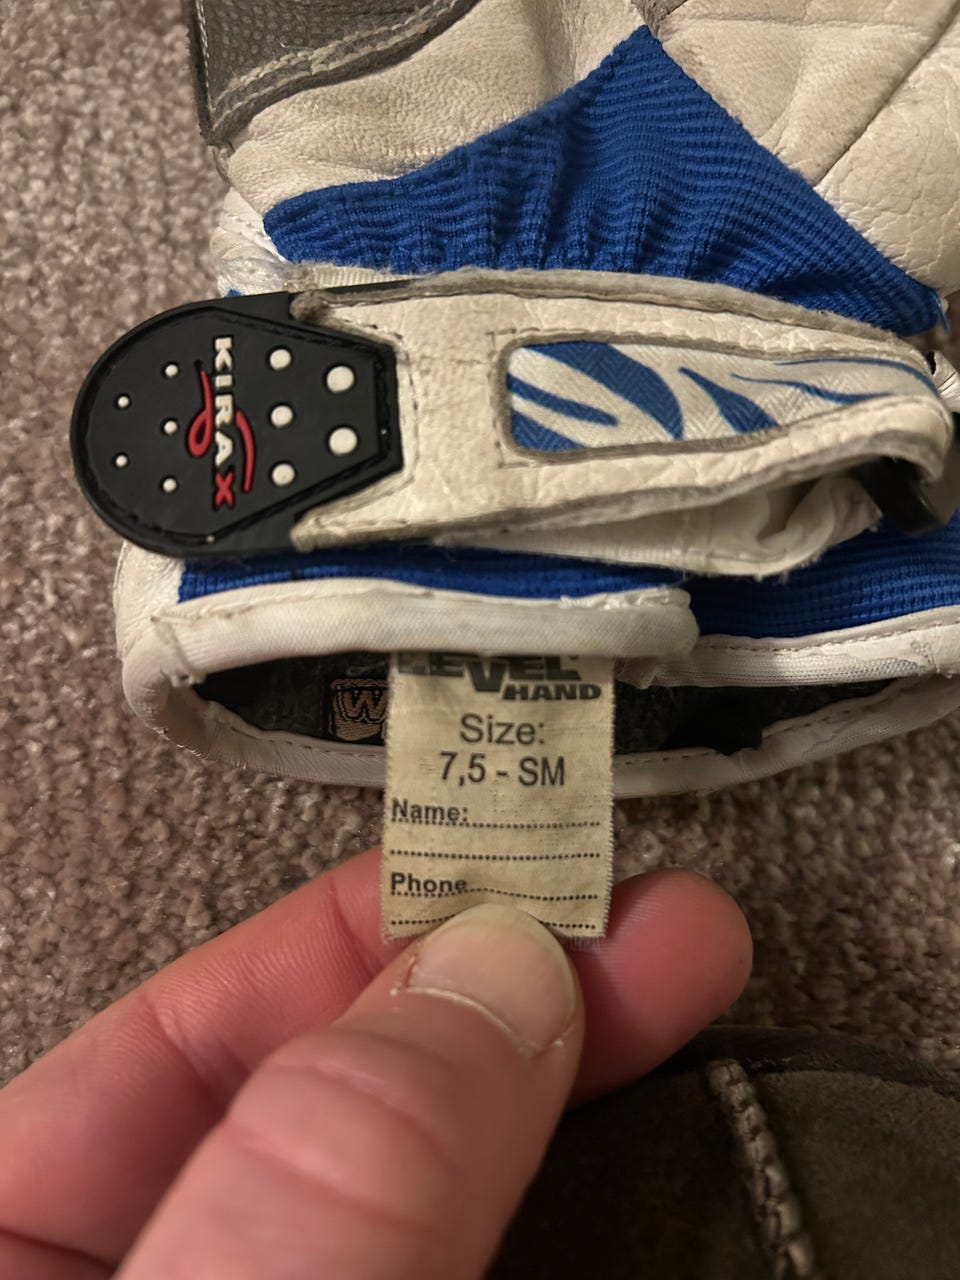 KIRAX
LEVEL
HAND
Size:
7,5 - SM
Name:
Phone